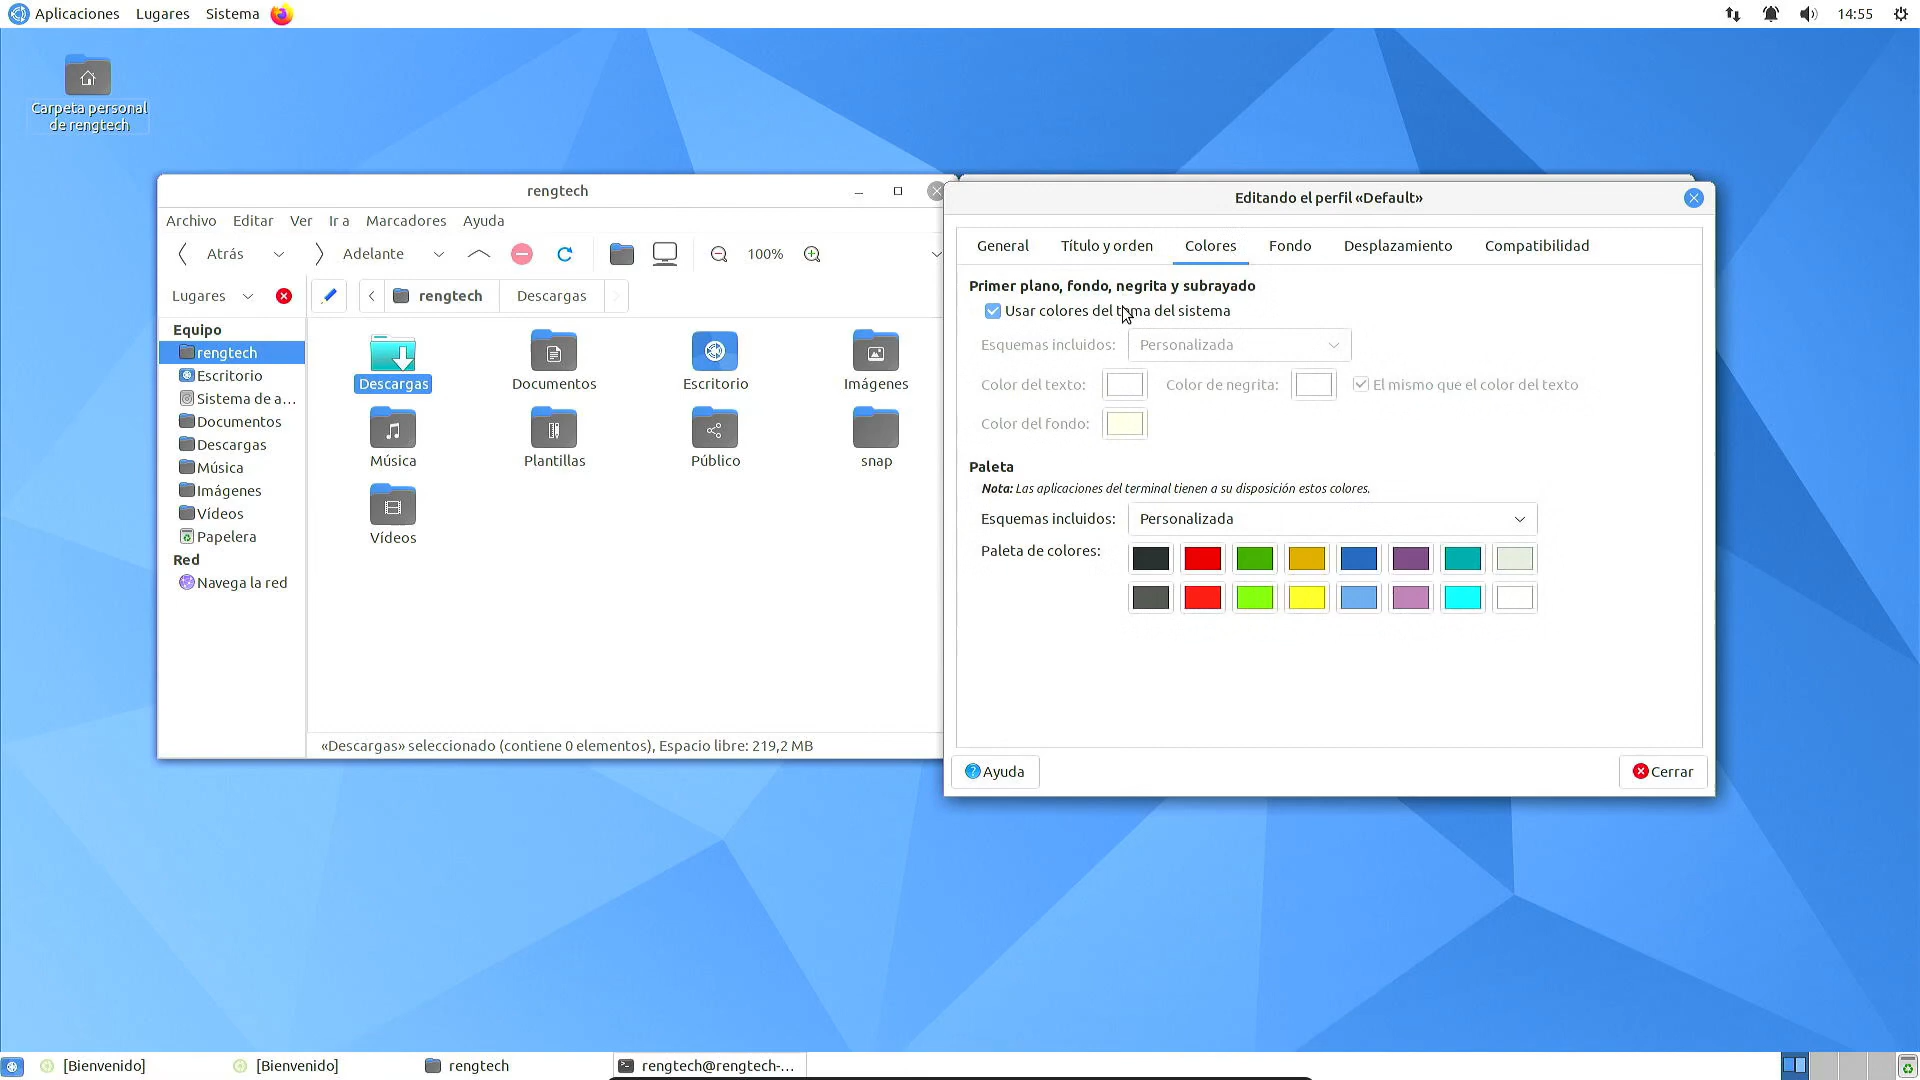 Aplicaciones Lugares Sistema 14:55
Carpeta personal
de rengtech
rengtech
Archivo Editar Ver Ir a Marcadores Ayuda
Atrás Adelante 100%
Lugares rengtech Descargas
Equipo
rengtech
Escritorio
Sistema de a...
Documentos
Descargas
Música
Imágenes
Vídeos
Papelera
Red
Navega la red
Descargas Documentos Escritorio Imágenes
Música Plantillas Público snap
Vídeos
«Descargas» seleccionado (contiene 0 elementos), Espacio libre: 219,2 MB
Editando el perfil «Default»
General Título y orden Colores Fondo Desplazamiento Compatibilidad
Primer plano, fondo, negrita y subrayado
Usar colores del tema del sistema
Esquemas incluidos: Personalizada
Color del texto: Color de negrita: El mismo que el color del texto
Color del fondo:
Paleta
Nota: Las aplicaciones del terminal tienen a su disposición estos colores.
Esquemas incluidos: Personalizada
Paleta de colores:
Ayuda Cerrar
[Bienvenido] [Bienvenido] rengtech rengtech@rengtech-...